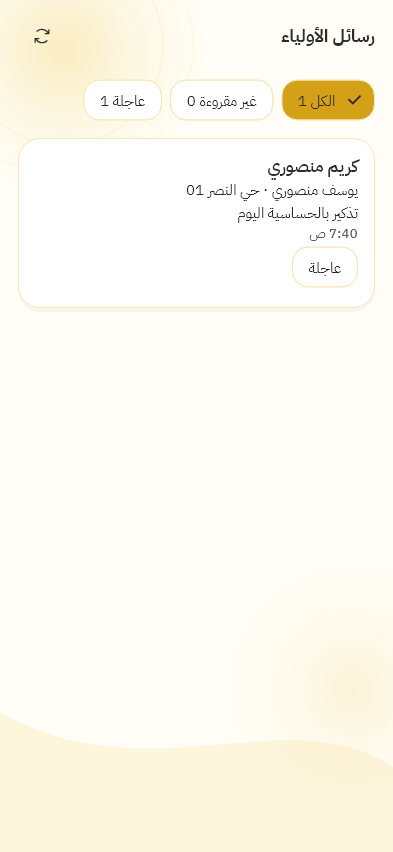 رسائل الأولياء
الكل 1
غير مقروءة 0
عاجلة 1
كريم منصوري
يوسف منصوري · حي النصر 01
تذكير بالحساسية اليوم
7:40 ص
عاجلة